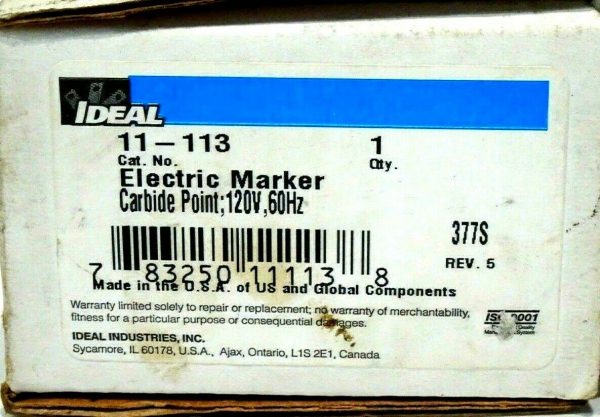 IDEAL
11-113 1
Cat. No. Qty.
Electric Marker
Carbide Point;120V,60Hz
377S
REV. 5
7 83250 11113 8
Made in the U.S.A. of US and Global Components
Warranty limited solely to repair or replacement; no warranty of merchantability,
fitness for a particular purpose or consequential damages.
IDEAL INDUSTRIES, INC.
Sycamore, IL 60178, U.S.A., Ajax, Ontario, L1S 2E1, Canada
Quality
System